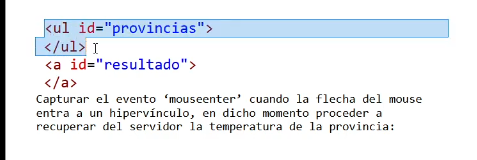 <ul id="provincias">
</ul>
<a id="resultado">
</a>
Capturar el evento ‘mouseenter’ cuando la flecha del mouse
entra a un hipervínculo, en dicho momento proceder a
recuperar del servidor la temperatura de la provincia: